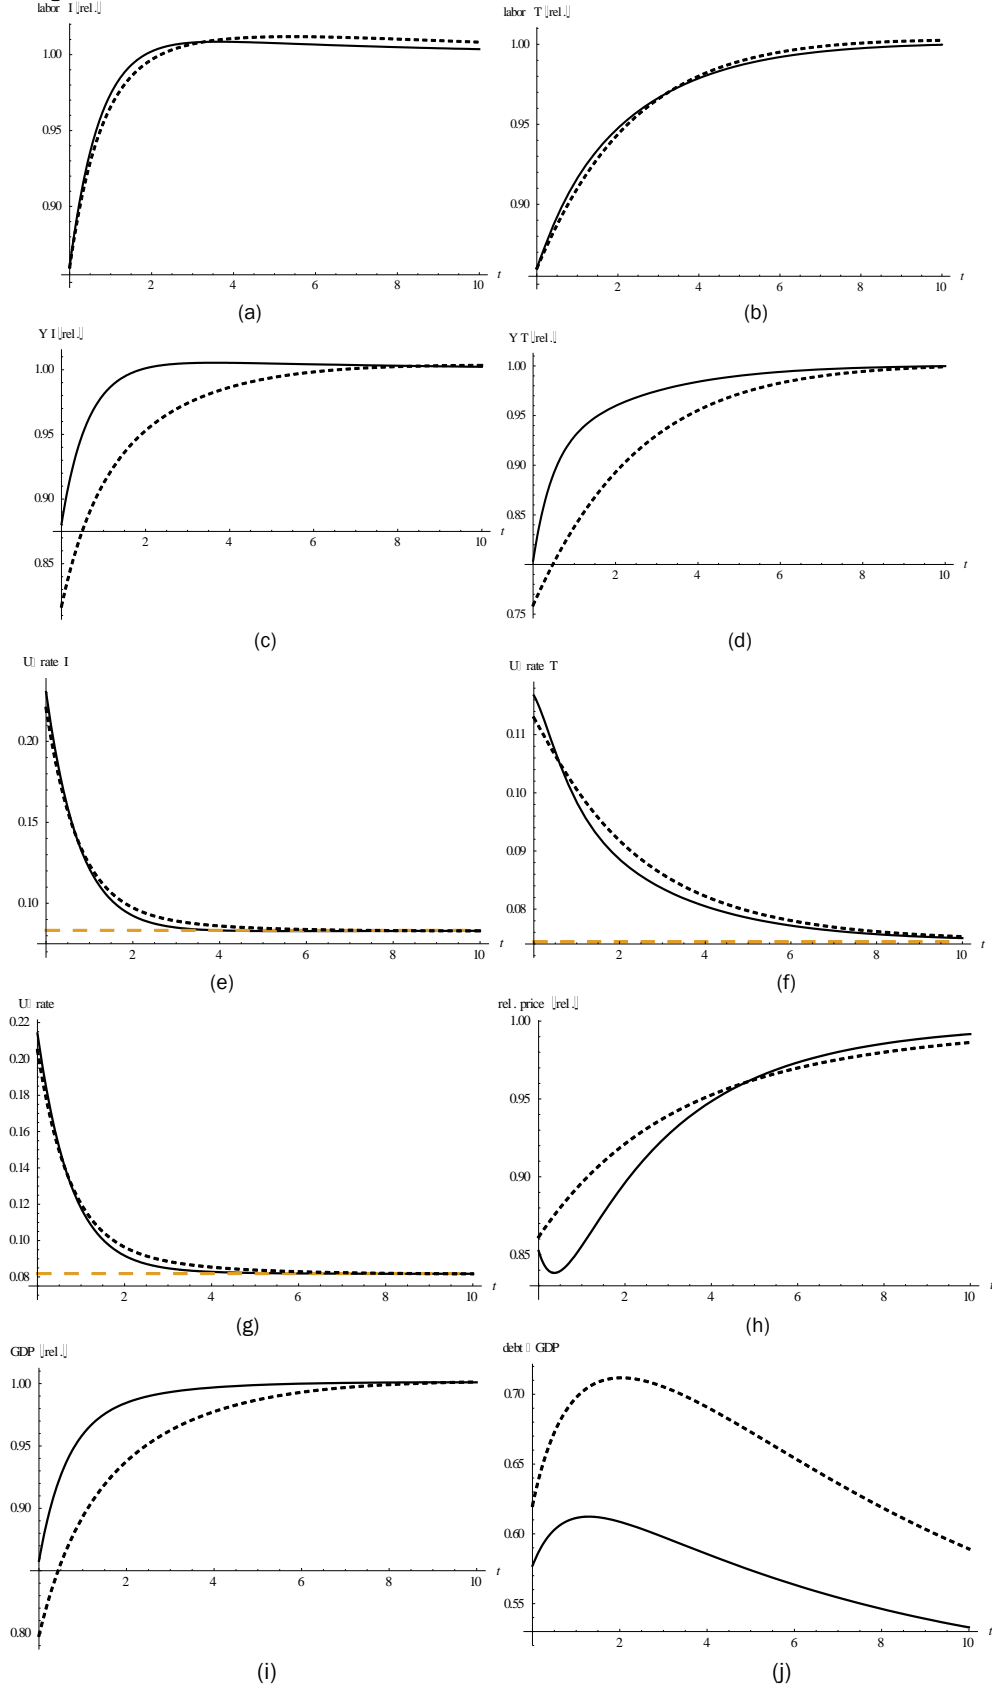 labor I [rel.]
labor T [rel.]
1.00
0.95
0.90
2 4 6 8 10 t
1.00
0.95
0.90
2 4 6 8 10 t
(a)
(b)
Y I [rel.]
Y T [rel.]
1.00
0.95
0.90
0.85
2 4 6 8 10 t
1.00
0.95
0.90
0.85
0.75
2 4 6 8 10 t
(c)
(d)
U rate I
U rate T
0.20
0.15
0.10
2 4 6 8 10 t
0.11
0.10
0.09
0.08
2 4 6 8 10 t
(e)
(f)
U rate
rel. price [rel.]
0.22
0.20
0.18
0.16
0.14
0.12
0.10
0.08
2 4 6 8 10 t
1.00
0.95
0.90
0.85
2 4 6 8 10 t
(g)
(h)
GDP [rel.]
debt GDP
1.00
0.95
0.90
0.80
2 4 6 8 10 t
0.70
0.65
0.60
0.55
2 4 6 8 10 t
(i)
(j)